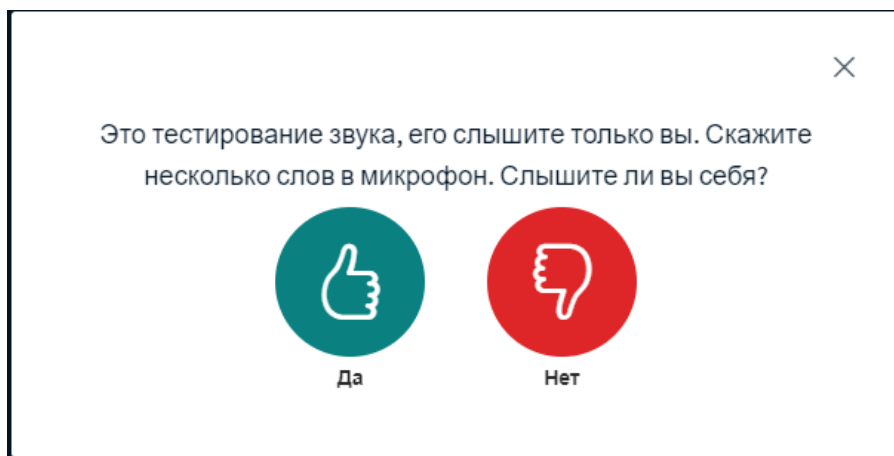 Это тестирование звука, его слышите только вы. Скажите
несколько слов в микрофон. Слышите ли вы себя?
Да
Нет